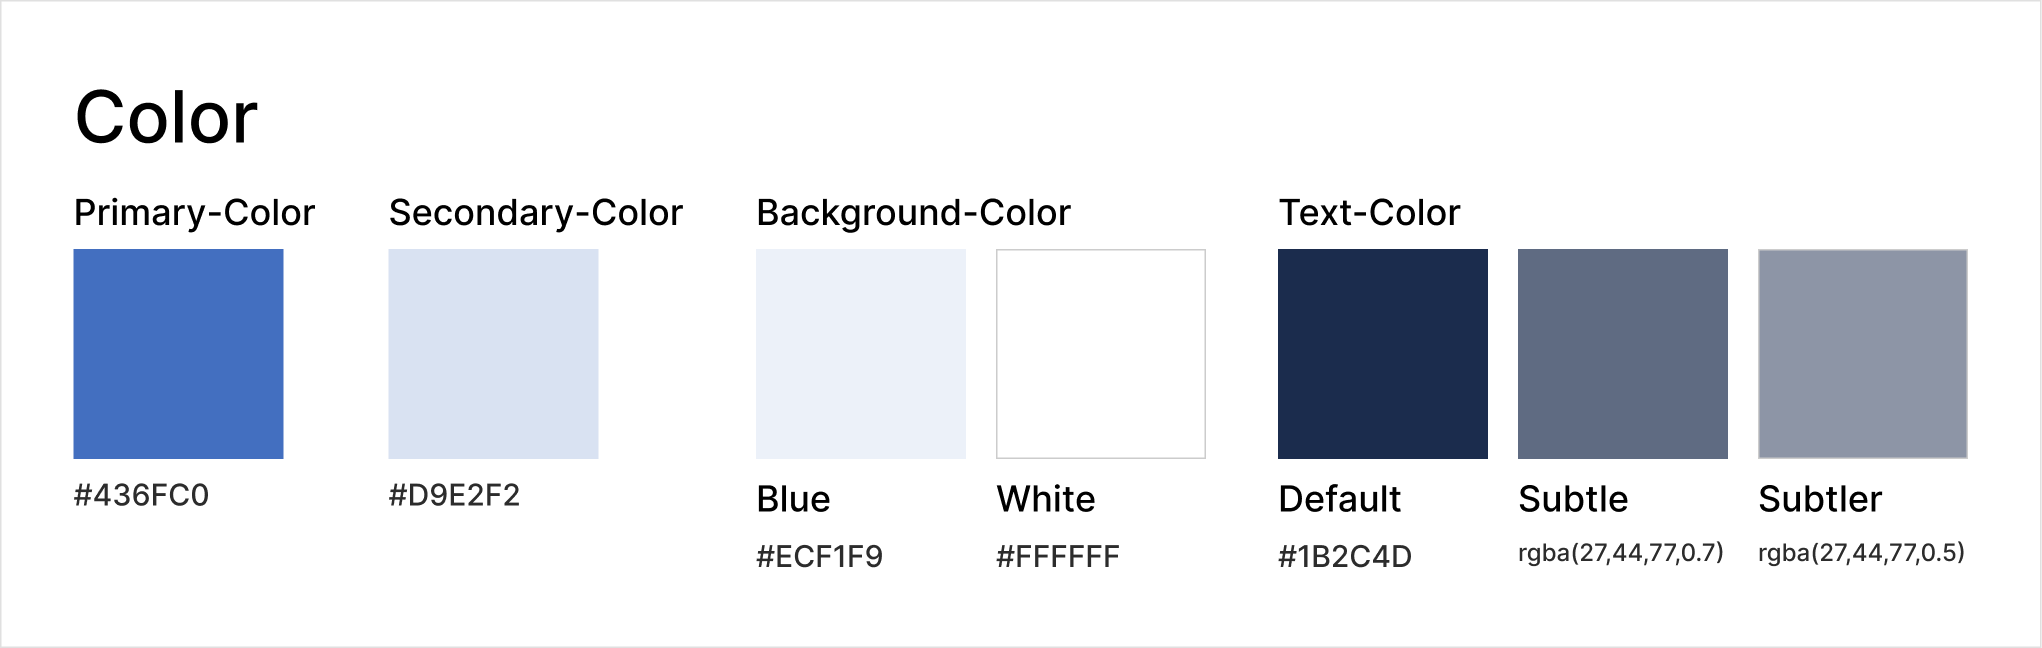 Color
Primary-Color
Secondary-Color
Background-Color
Text-Color
#436FC0
#D9E2F2
Blue
White
Default
Subtle
Subtler
#ECF1F9
#FFFFFF
#1B2C4D
rgba(27,44,77,0.7)
rgba(27,44,77,0.5)